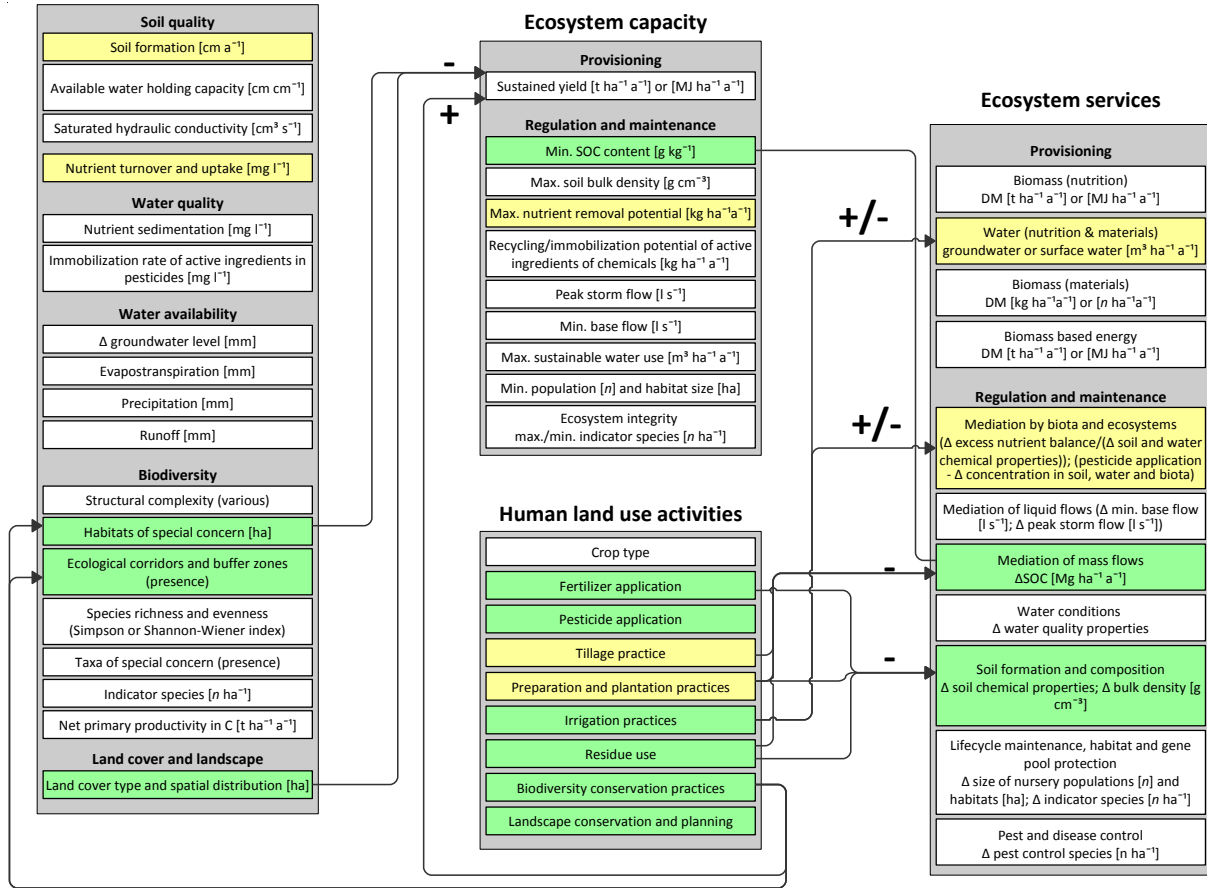 Soil quality
Soil formation [cm a⁻¹]
Available water holding capacity [cm cm⁻¹]
Saturated hydraulic conductivity [cm³ s⁻¹]
Nutrient turnover and uptake [mg l⁻¹]
Water quality
Nutrient sedimentation [mg l⁻¹]
Immobilization rate of active ingredients in
pesticides [mg l⁻¹]
Water availability
Δ groundwater level [mm]
Evapostranspiration [mm]
Precipitation [mm]
Runoff [mm]
Biodiversity
Structural complexity (various)
Habitats of special concern [ha]
Ecological corridors and buffer zones
(presence)
Species richness and evenness
(Simpson or Shannon-Wiener index)
Taxa of special concern (presence)
Indicator species [n ha⁻¹]
Net primary productivity in C [t ha⁻¹ a⁻¹]
Land cover and landscape
Land cover type and spatial distribution [ha]
-
+
Ecosystem capacity
Provisioning
Sustained yield [t ha⁻¹ a⁻¹] or [MJ ha⁻¹ a⁻¹]
Regulation and maintenance
Min. SOC content [g kg⁻¹]
Max. soil bulk density [g cm⁻³]
Max. nutrient removal potential [kg ha⁻¹a⁻¹]
Recycling/immobilization potential of active
ingredients of chemicals [kg ha⁻¹ a⁻¹]
Peak storm flow [l s⁻¹]
Min. base flow [l s⁻¹]
Max. sustainable water use [m³ ha⁻¹ a⁻¹]
Min. population [n] and habitat size [ha]
Ecosystem integrity
max./min. indicator species [n ha⁻¹]
Human land use activities
Crop type
Fertilizer application
Pesticide application
Tillage practice
Preparation and plantation practices
Irrigation practices
Residue use
Biodiversity conservation practices
Landscape conservation and planning
+/-
+/-
-
-
Ecosystem services
Provisioning
Biomass (nutrition)
DM [t ha⁻¹ a⁻¹] or [MJ ha⁻¹ a⁻¹]
Water (nutrition & materials)
groundwater or surface water [m³ ha⁻¹ a⁻¹]
Biomass (materials)
DM [kg ha⁻¹a⁻¹] or [n ha⁻¹a⁻¹]
Biomass based energy
DM [t ha⁻¹ a⁻¹] or [MJ ha⁻¹ a⁻¹]
Regulation and maintenance
Mediation by biota and ecosystems
(Δ excess nutrient balance/(Δ soil and water
chemical properties)); (pesticide application
- Δ concentration in soil, water and biota)
Mediation of liquid flows (Δ min. base flow
[l s⁻¹]; Δ peak storm flow [l s⁻¹])
Mediation of mass flows
ΔSOC [Mg ha⁻¹ a⁻¹]
Water conditions
Δ water quality properties
Soil formation and composition
Δ soil chemical properties; Δ bulk density [g
cm⁻³]
Lifecycle maintenance, habitat and gene
pool protection
Δ size of nursery populations [n] and
habitats [ha]; Δ indicator species [n ha⁻¹]
Pest and disease control
Δ pest control species [n ha⁻¹]